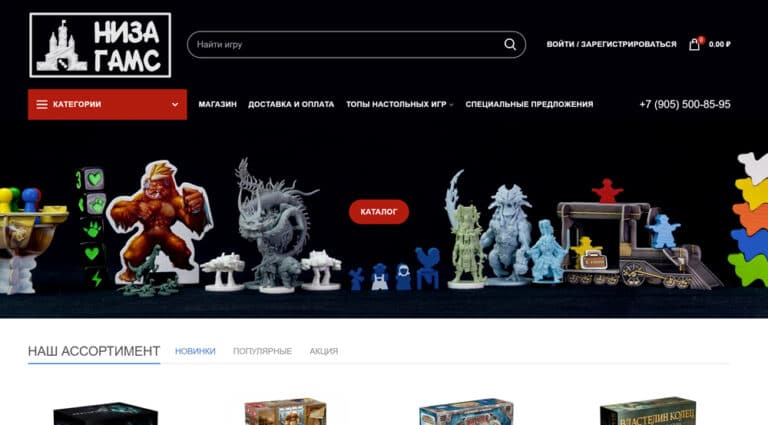 НИЗА
ГАМС
Найти игру
ВОЙТИ / ЗАРЕГИСТРИРОВАТЬСЯ
0
0.00 ₽
КАТЕГОРИИ
МАГАЗИН
ДОСТАВКА И ОПЛАТА
ТОПЫ НАСТОЛЬНЫХ ИГР
СПЕЦИАЛЬНЫЕ ПРЕДЛОЖЕНИЯ
+7 (905) 500-85-95
3
КАТАЛОГ
НАШ АССОРТИМЕНТ
НОВИНКИ
ПОПУЛЯРНЫЕ
АКЦИЯ
ВЛАСТЕЛИН КОЛЕЦ